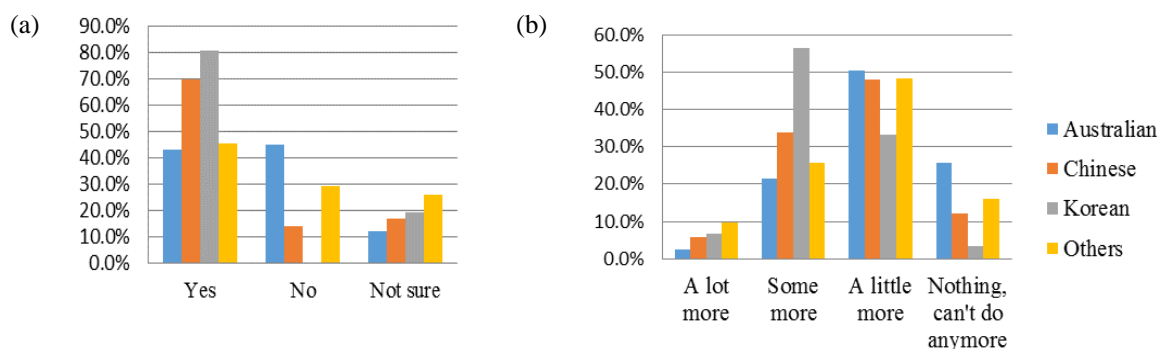 (a)
90.0%
80.0%
70.0%
60.0%
50.0%
40.0%
30.0%
20.0%
10.0%
0.0%
Yes No Not sure
(b)
60.0%
50.0%
40.0%
30.0%
20.0%
10.0%
0.0%
A lot more
Some more
A little more
Nothing, can't do anymore
Australian
Chinese
Korean
Others